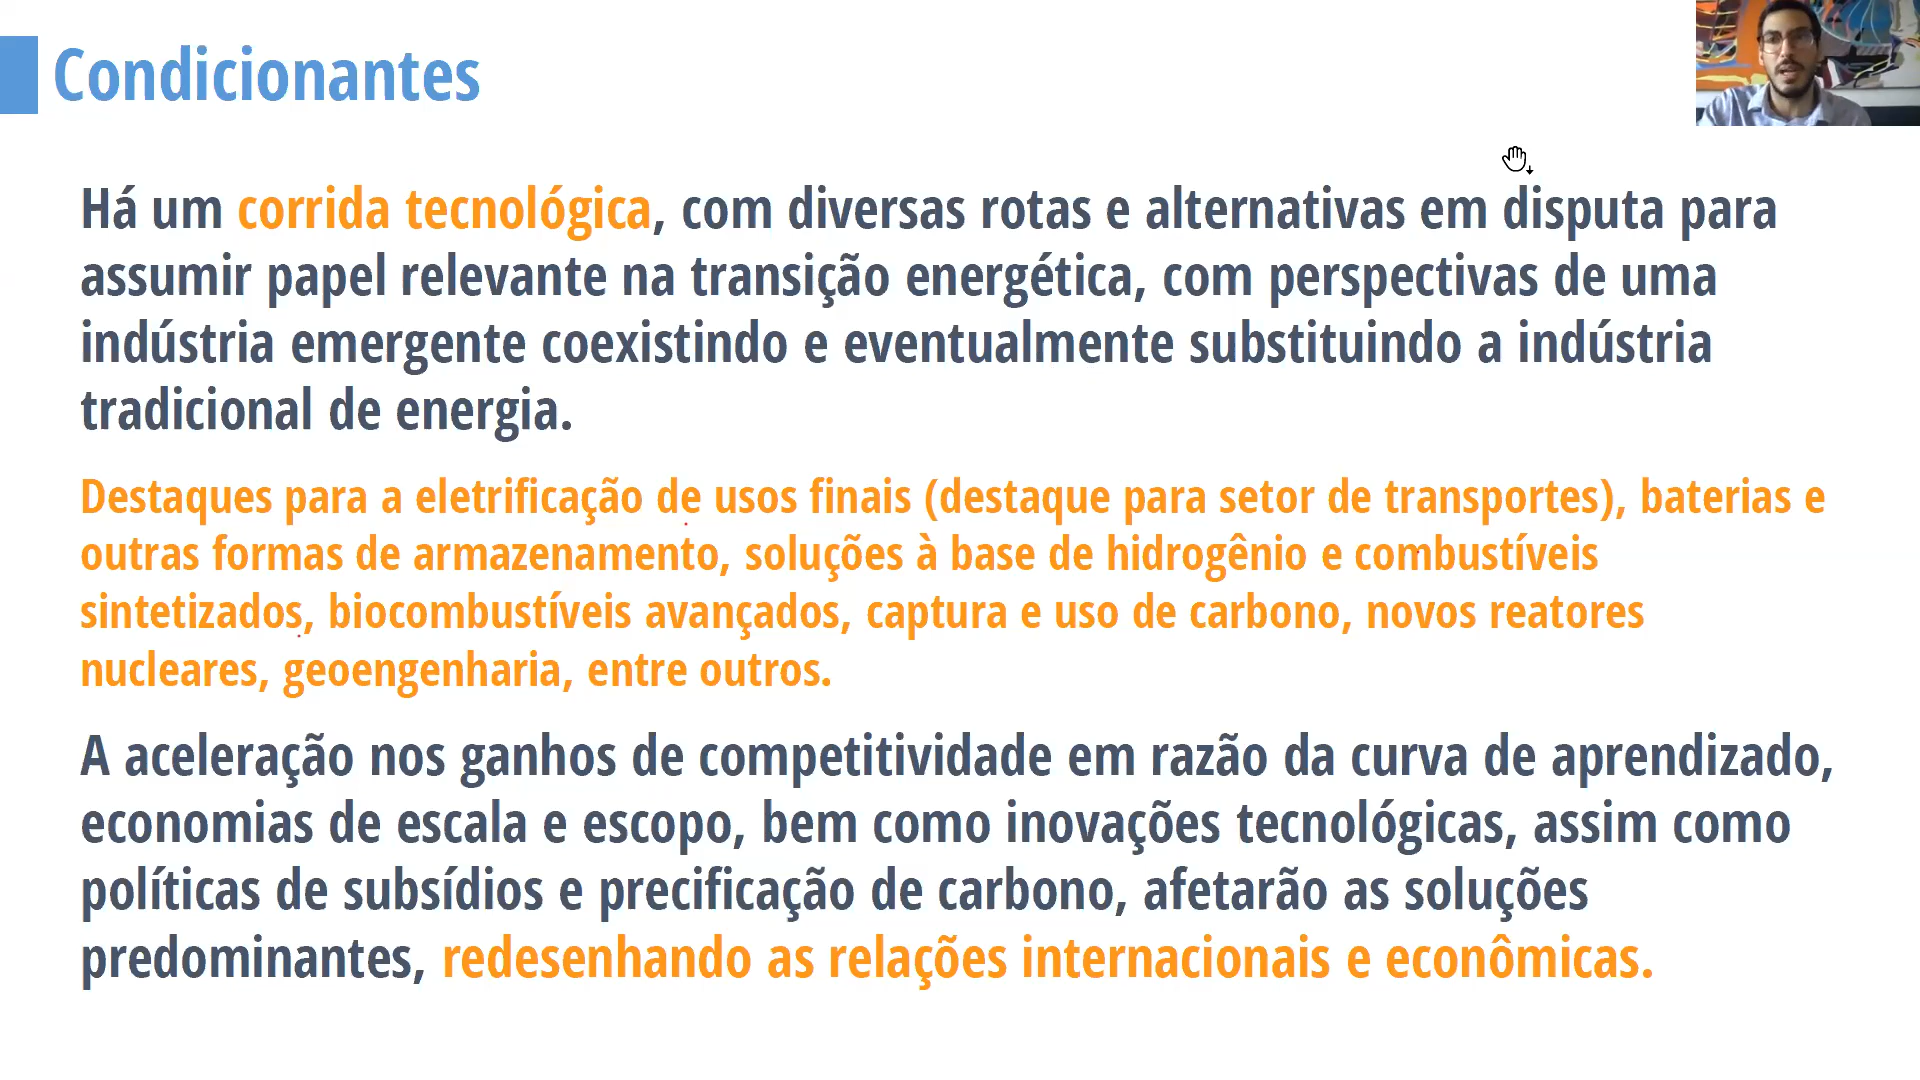 Condicionantes
Há um corrida tecnológica, com diversas rotas e alternativas em disputa para
assumir papel relevante na transição energética, com perspectivas de uma
indústria emergente coexistindo e eventualmente substituindo a indústria
tradicional de energia.
Destaques para a eletrificação de usos finais (destaque para setor de transportes), baterias e
outras formas de armazenamento, soluções à base de hidrogênio e combustíveis
sintetizados, biocombustíveis avançados, captura e uso de carbono, novos reatores
nucleares, geoengenharia, entre outros.
A aceleração nos ganhos de competitividade em razão da curva de aprendizado,
economias de escala e escopo, bem como inovações tecnológicas, assim como
políticas de subsídios e precificação de carbono, afetarão as soluções
predominantes, redesenhando as relações internacionais e econômicas.